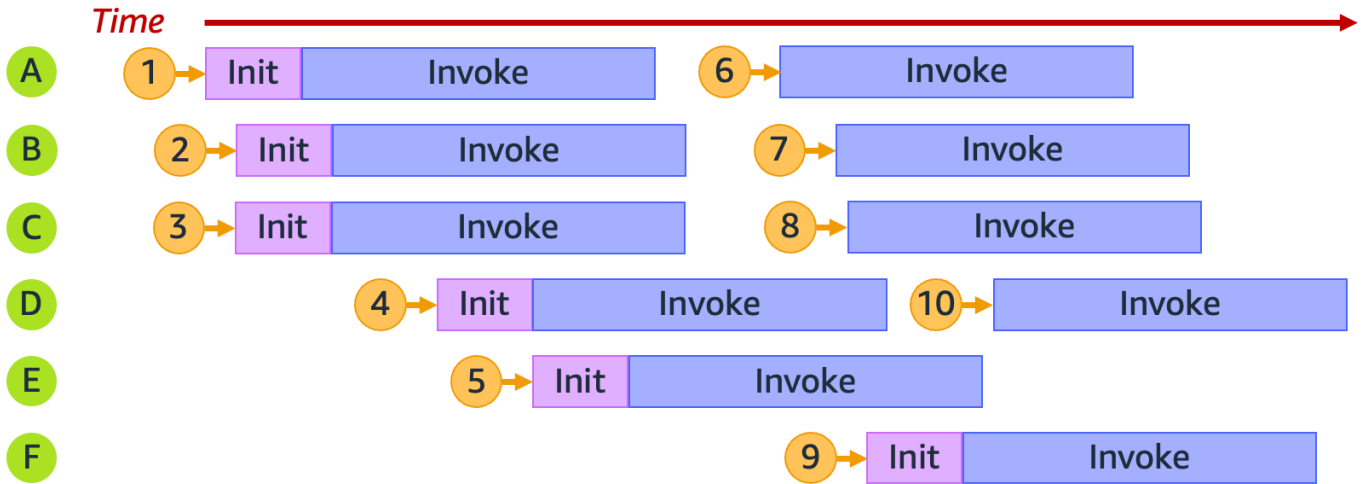 Time
A 1 Init Invoke 6 Invoke
B 2 Init Invoke 7 Invoke
C 3 Init Invoke 8 Invoke
D 4 Init Invoke 10 Invoke
E 5 Init Invoke
F 9 Init Invoke